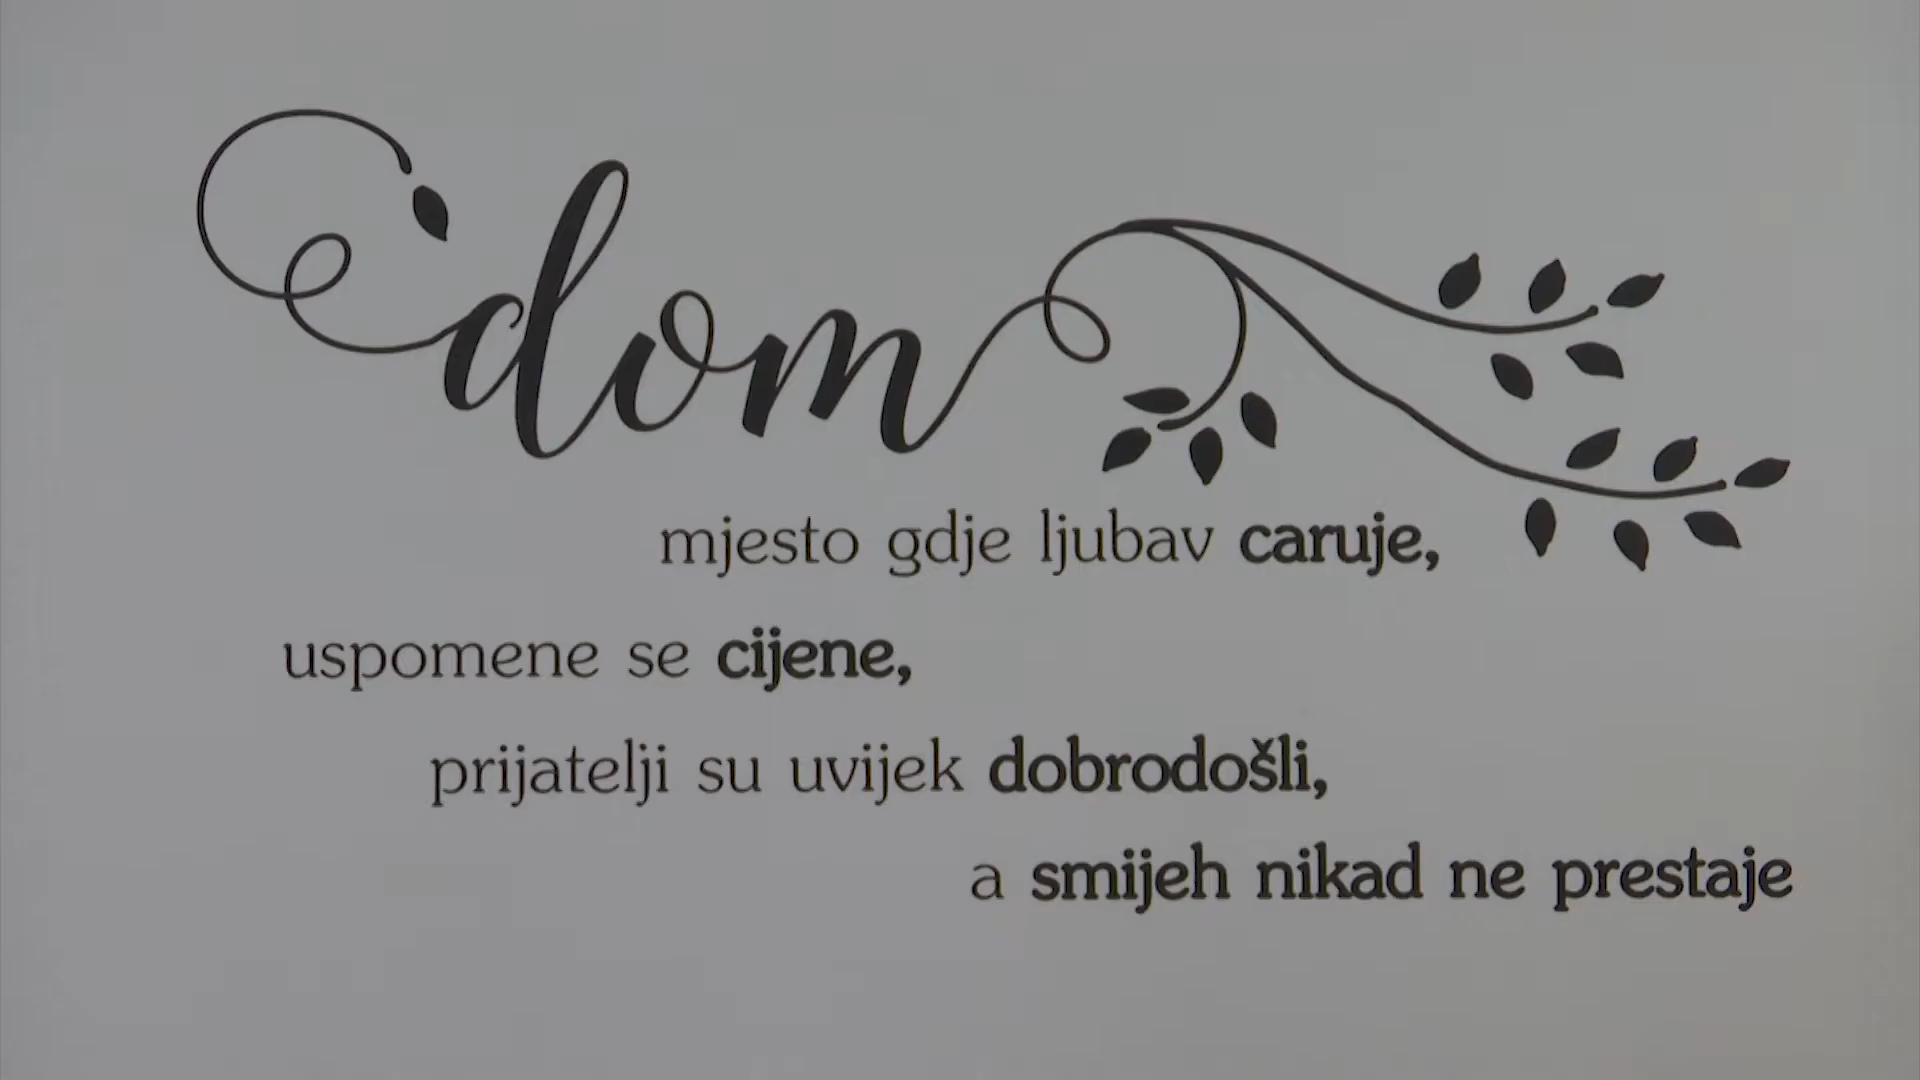 dom
mjesto gdje ljubav caruje,
uspomene se cijene,
prijatelji su uvijek dobrodošli,
a smijeh nikad ne prestaje